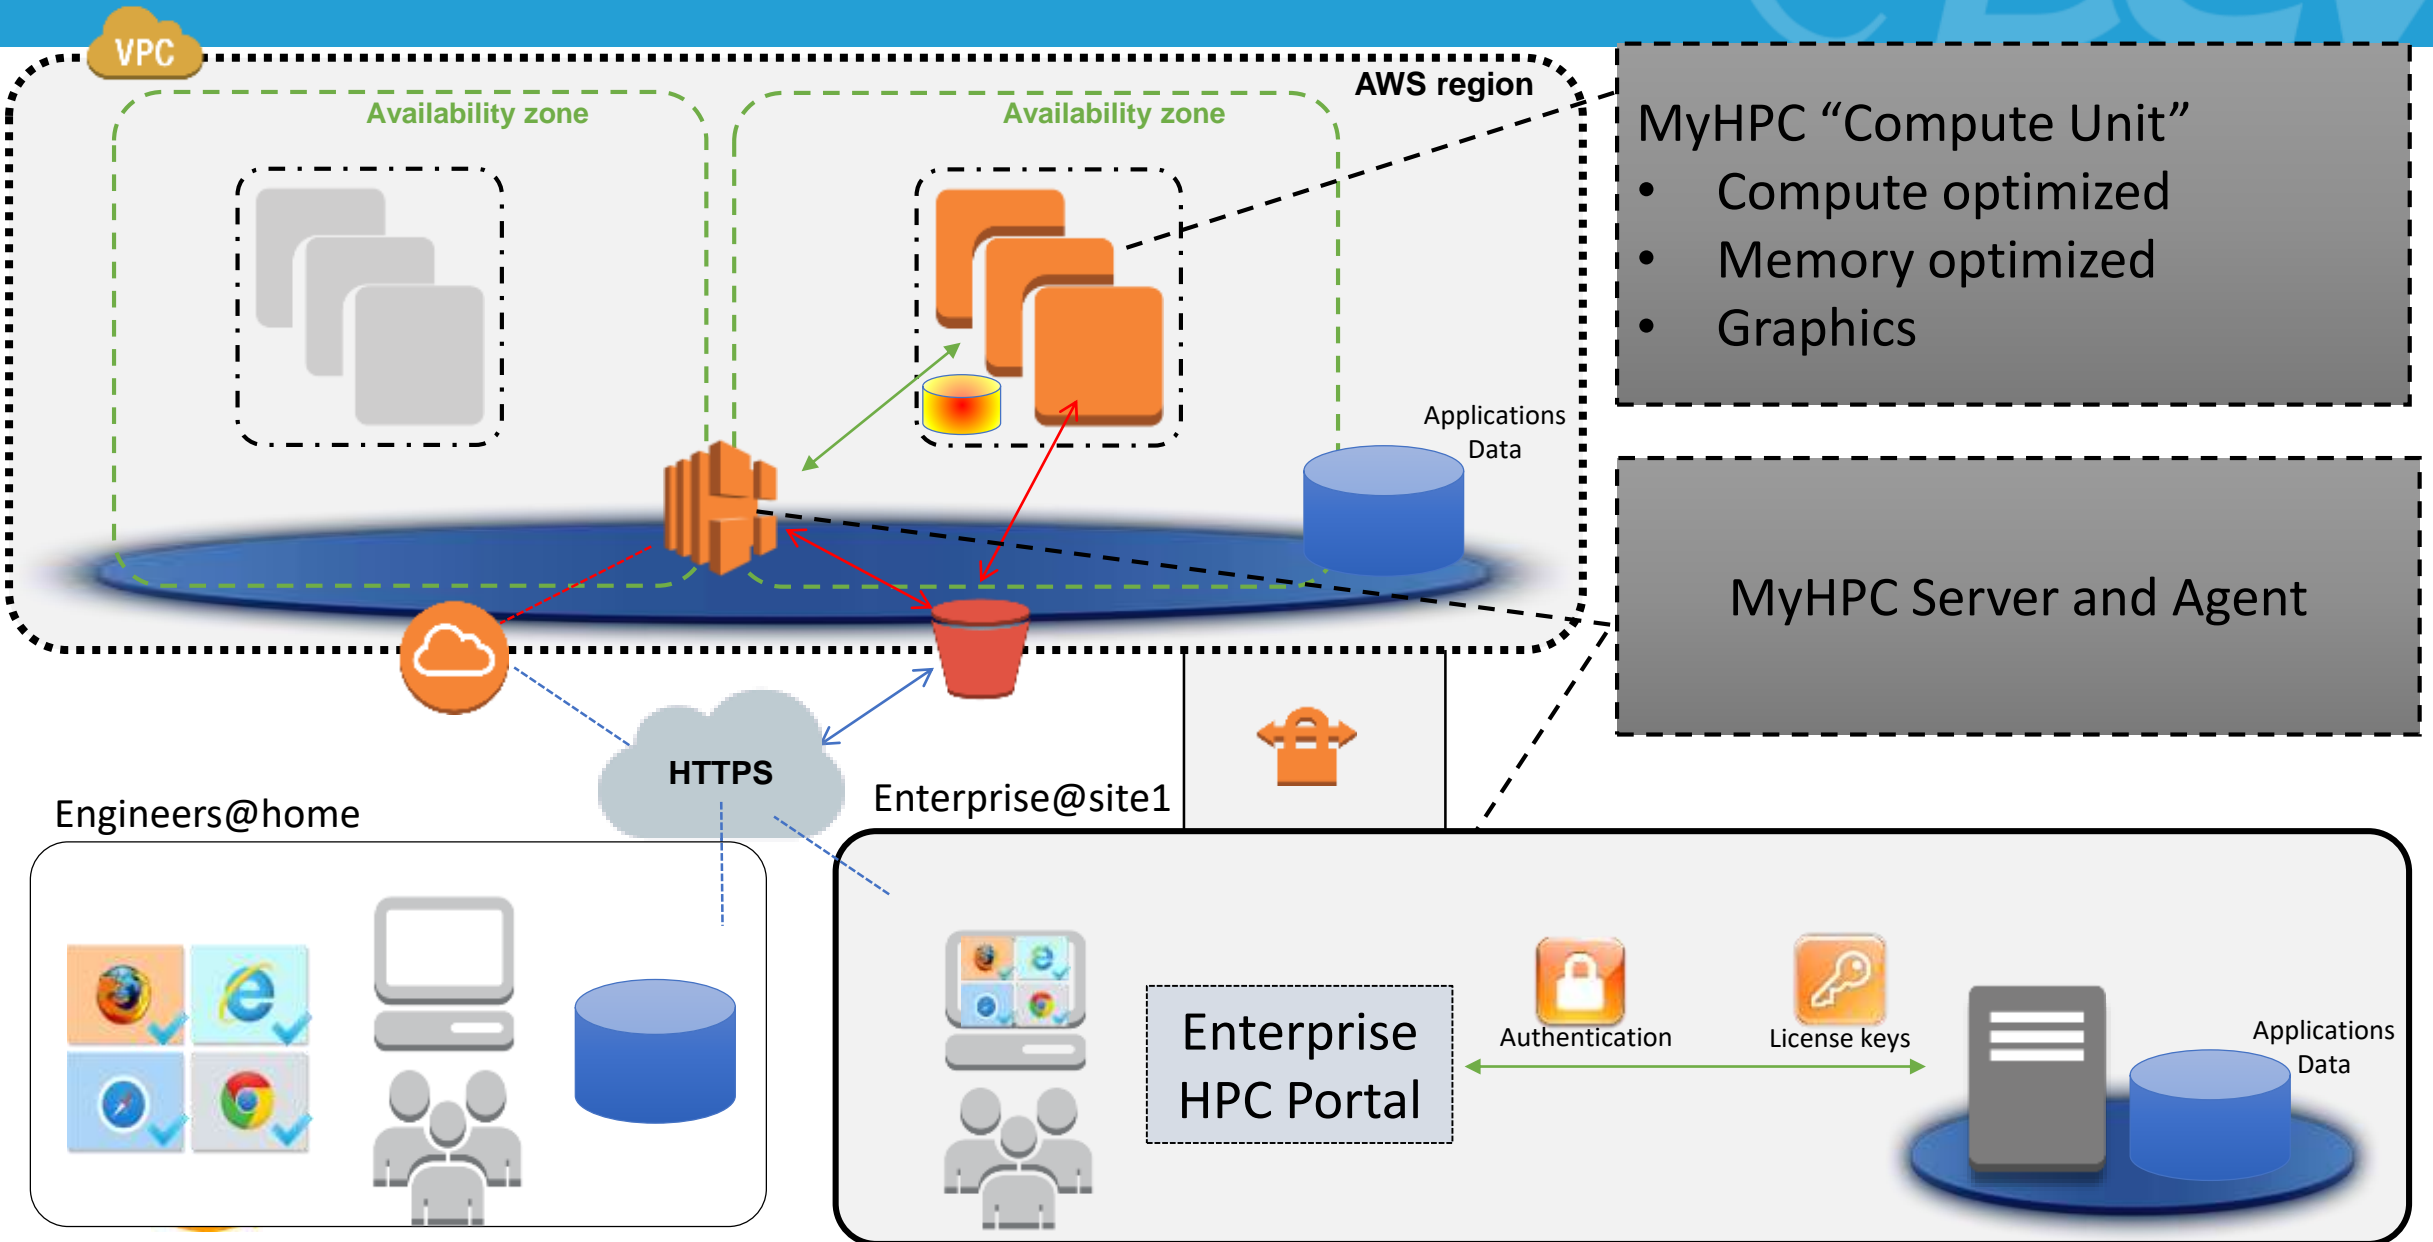 VPC
AWS region
Availability zone
Availability zone
MyHPC “Compute Unit”
• Compute optimized
• Memory optimized
• Graphics
Applications
Data
MyHPC Server and Agent
HTTPS
Engineers@home
Enterprise@site1
Enterprise
HPC Portal
Authentication
License keys
Applications
Data